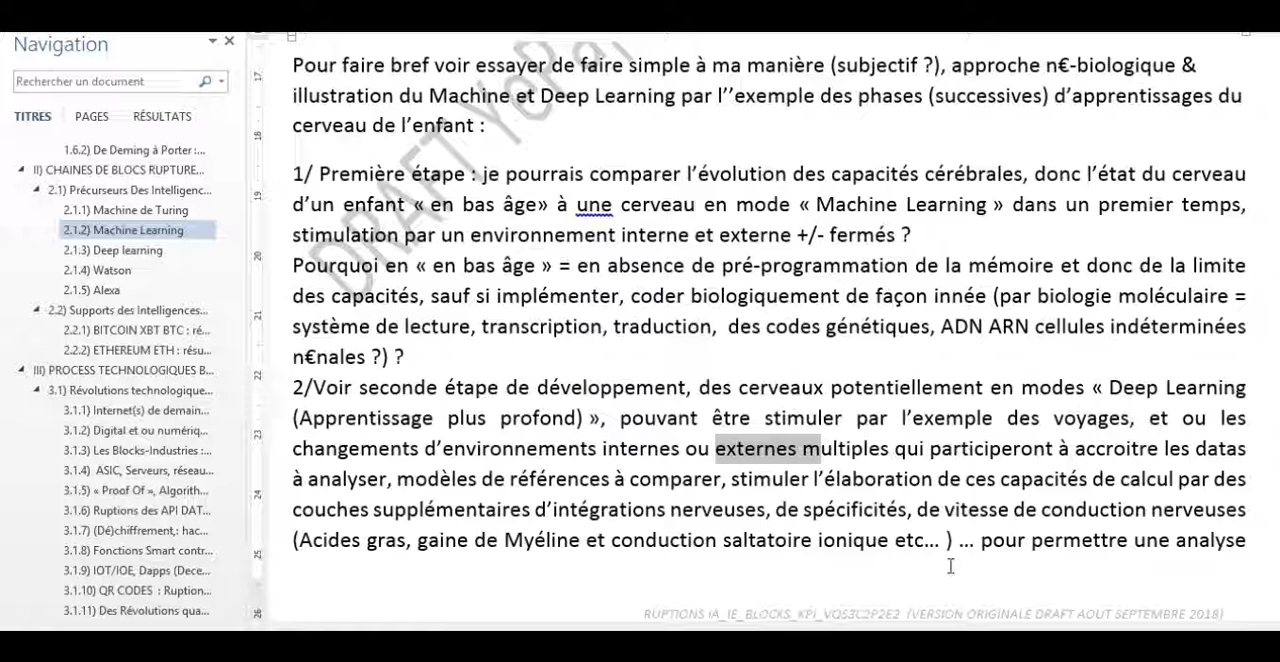 Navigation
Rechercher un document
TITRES PAGES RÉSULTATS
1.6.2) De Deming à Porter :...
II) CHAINES DE BLOCS RUPTURE...
2.1) Précurseurs Des Intelligenc...
2.1.1) Machine de Turing
2.1.2) Machine Learning
2.1.3) Deep learning
2.1.4) Watson
2.1.5) Alexa
2.2) Supports des Intelligences...
2.2.1) BITCOIN XBT BTC : ré...
2.2.2) ETHEREUM ETH : résu...
III) PROCESS TECHNOLOGIQUES B...
3.1) Révolutions technologique...
3.1.1) Internet(s) de demain...
3.1.2) Digital et ou numériq...
3.1.3) Les Blocks-Industries :...
3.1.4) ASIC, Serveurs, réseau...
3.1.5) « Proof Of », Algorith...
3.1.6) Ruptions des API DAT...
3.1.7) (Dé)chiffrement,: hac...
3.1.8) Fonctions Smart contr...
3.1.9) IOT/IOE, Dapps (Dece...
3.1.10) QR CODES : Ruption...
3.1.11) Des Révolutions qua...
17
18
19
20
21
22
23
24
25
26
Pour faire bref voir essayer de faire simple à ma manière (subjectif ?), approche n€-biologique &
illustration du Machine et Deep Learning par l’’exemple des phases (successives) d’apprentissages du
cerveau de l’enfant :
1/ Première étape : je pourrais comparer l’évolution des capacités cérébrales, donc l’état du cerveau
d’un enfant « en bas âge» à une cerveau en mode « Machine Learning » dans un premier temps,
stimulation par un environnement interne et externe +/- fermés ?
Pourquoi en « en bas âge » = en absence de pré-programmation de la mémoire et donc de la limite
des capacités, sauf si implémenter, coder biologiquement de façon innée (par biologie moléculaire =
système de lecture, transcription, traduction, des codes génétiques, ADN ARN cellules indéterminées
n€nales ?) ?
2/Voir seconde étape de développement, des cerveaux potentiellement en modes « Deep Learning
(Apprentissage plus profond) », pouvant être stimuler par l’exemple des voyages, et ou les
changements d’environnements internes ou externes multiples qui participeront à accroitre les datas
à analyser, modèles de références à comparer, stimuler l’élaboration de ces capacités de calcul par des
couches supplémentaires d’intégrations nerveuses, de spécificités, de vitesse de conduction nerveuses
(Acides gras, gaine de Myéline et conduction saltatoire ionique etc... ) ... pour permettre une analyse
RUPTIONS IA_IE_BLOCKS_KPI_VQS3C2P2E2 (VERSION ORIGINALE DRAFT AOUT SEPTEMBRE 2018)
DRAFT